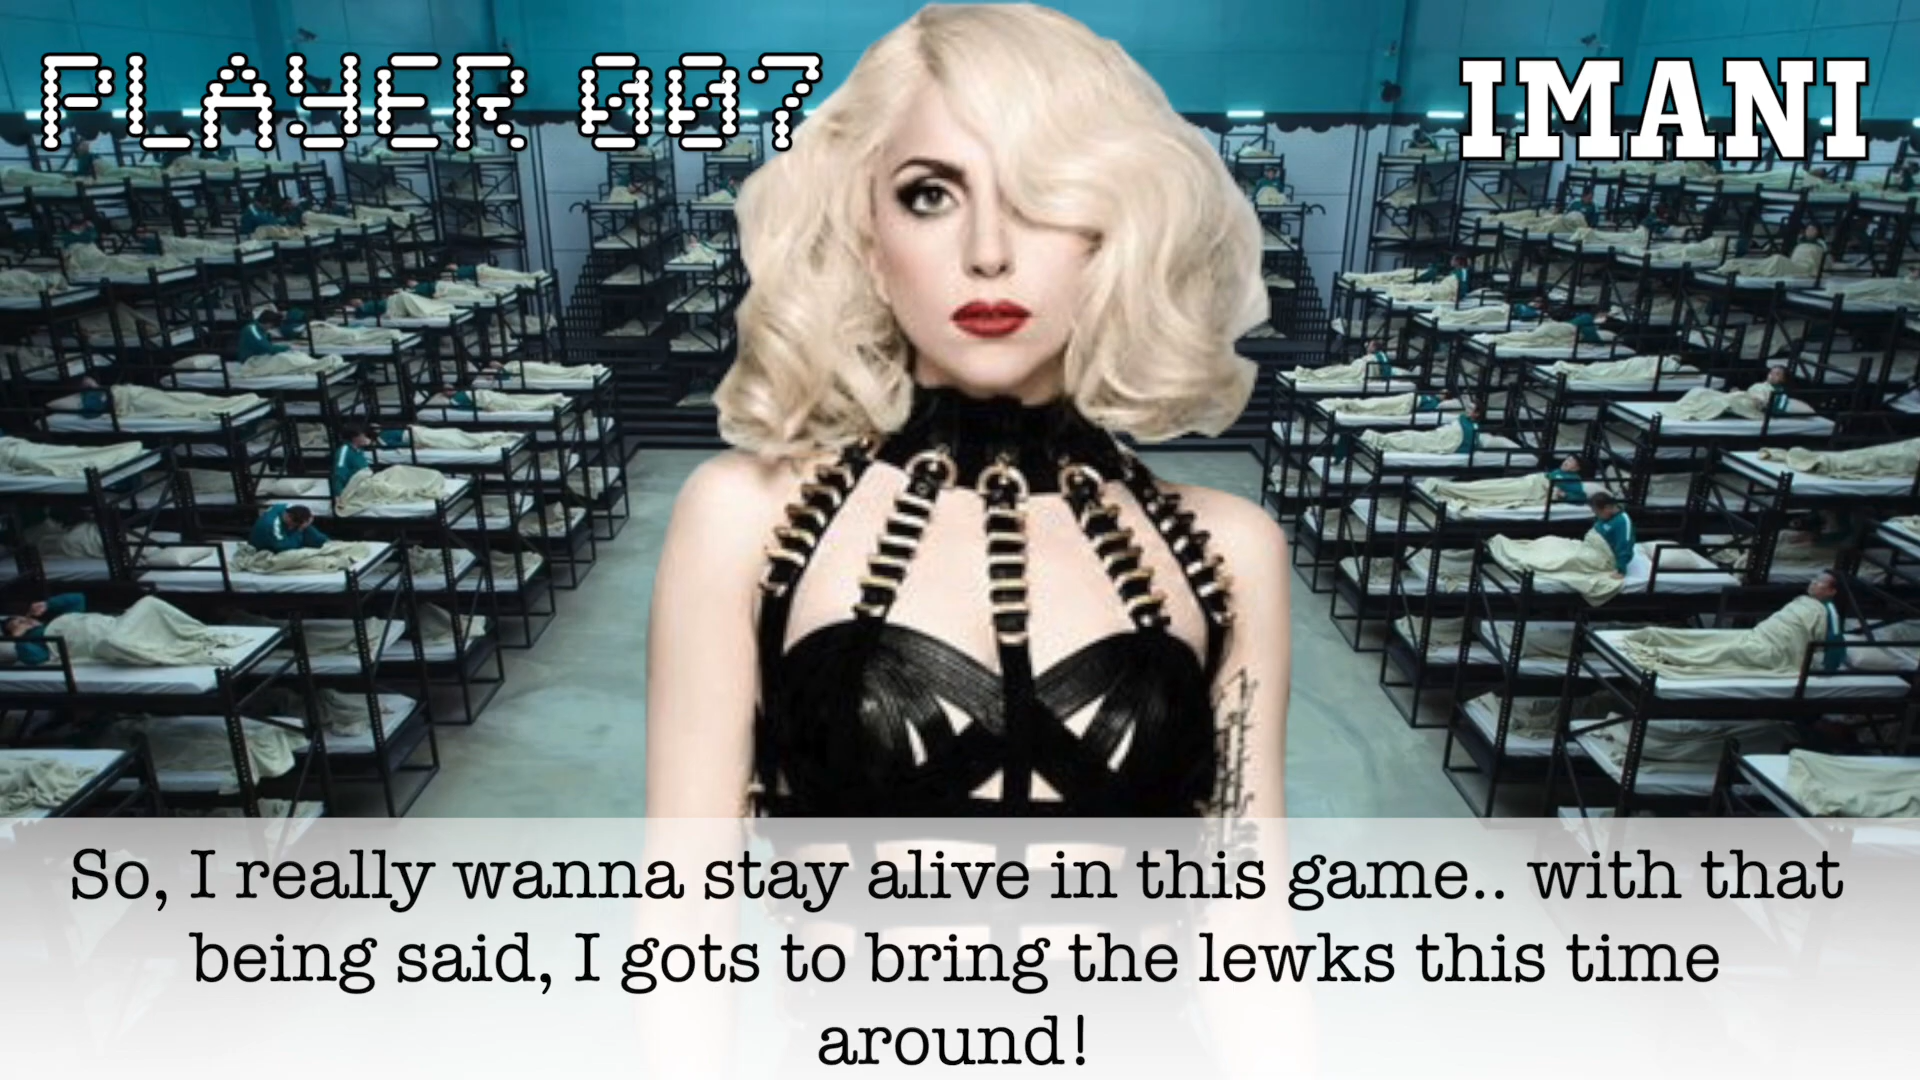 PLAYER 007
IMANI
So, I really wanna stay alive in this game.. with that
being said, I gots to bring the lewks this time
around!